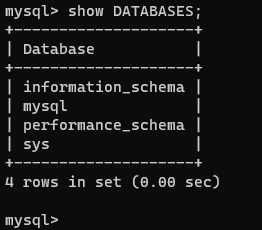 mysql> show DATABASES;
+--------------------+
| Database           |
+--------------------+
| information_schema |
| mysql              |
| performance_schema |
| sys                |
+--------------------+
4 rows in set (0.00 sec)
mysql>